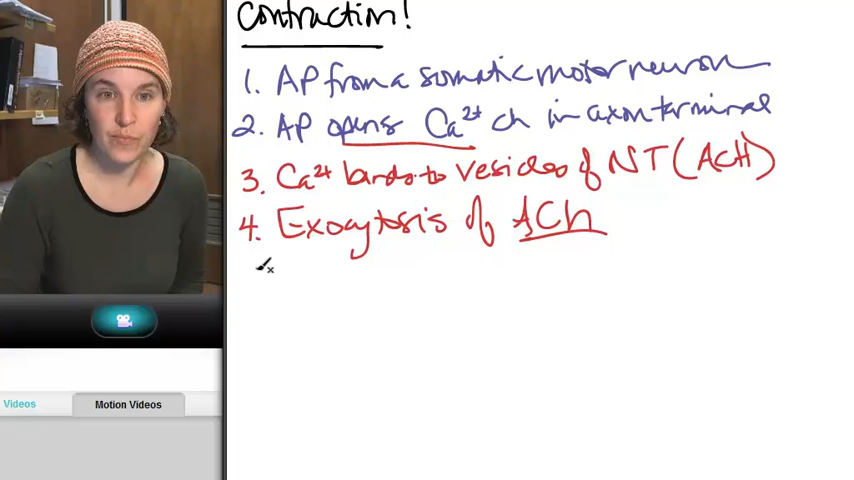 Contraction!
1. AP from a somatic motor neuron
2. AP opens Ca²⁺ ch in axon terminal
3. Ca²⁺ binds to vesicles of NT (ACH)
4. Exocytosis of ACh
Videos
Motion Videos